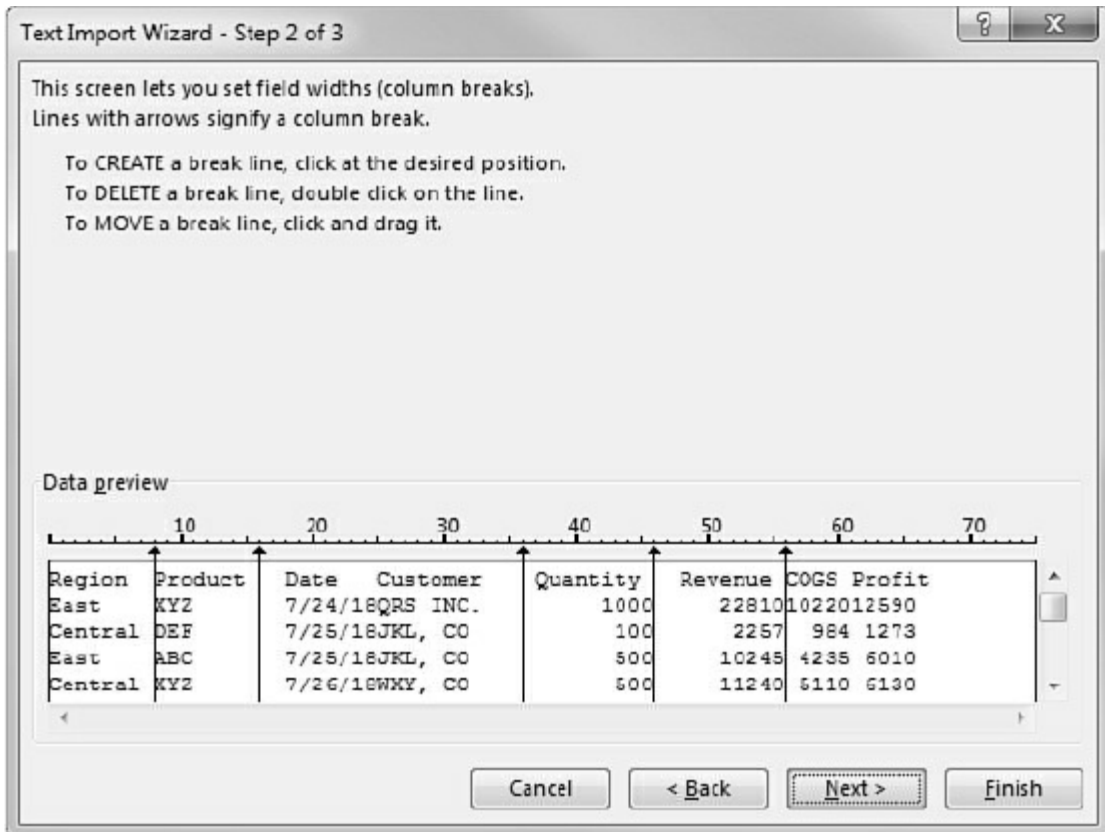 Text Import Wizard - Step 2 of 3
This screen lets you set field widths (column breaks).
Lines with arrows signify a column break.
To CREATE a break line, click at the desired position.
To DELETE a break line, double click on the line.
To MOVE a break line, click and drag it.
Data preview
10 20 30 40 50 60 70
Region Product Date Customer Quantity Revenue COGS Profit
East XYZ 7/24/18QRS INC. 1000 228101022012590
Central DEF 7/25/18JKL, CO 100 2257 984 1273
East ABC 7/25/18JKL, CO 500 10245 4235 6010
Central XYZ 7/26/18WXY, CO 500 11240 5110 6130
Cancel < Back Next > Finish